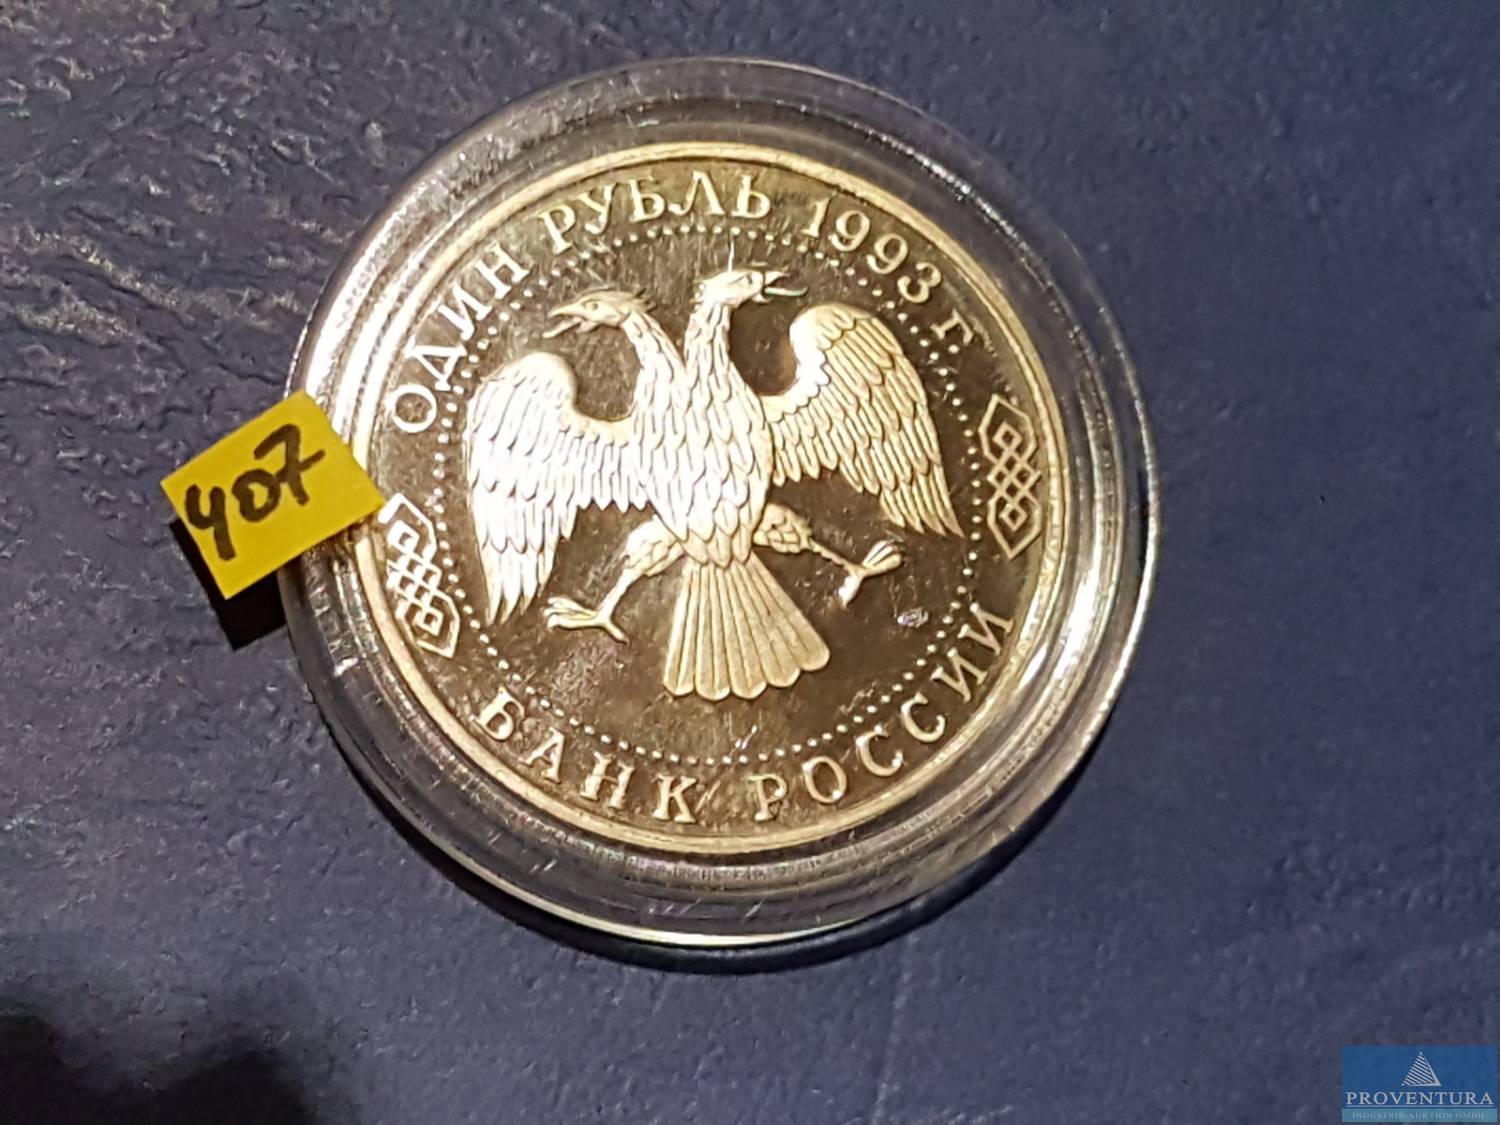 ОДИН РУБЛЬ 1993 г.
407
БАНК РОССИИ
PROVENTURA
INDUSTRIE-AUKTION GMBH